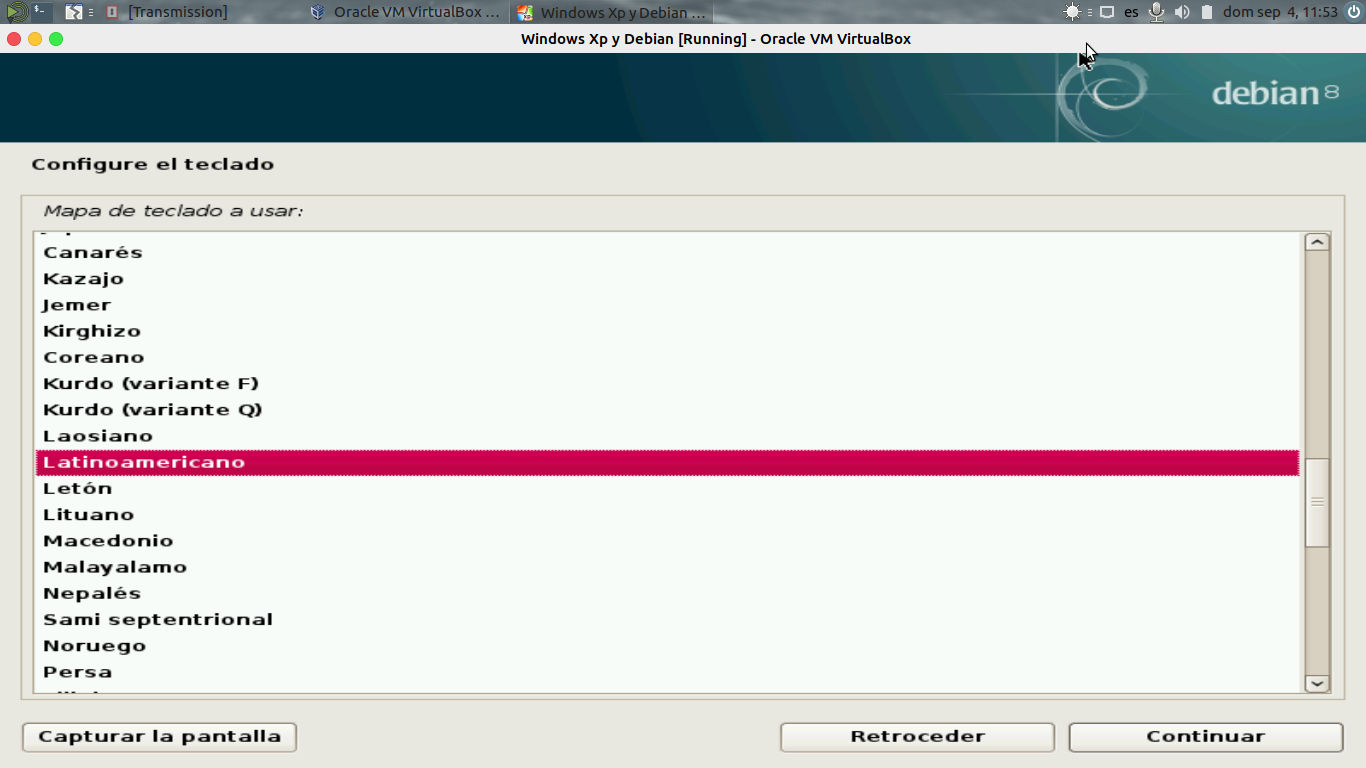 [Transmission]
Oracle VM VirtualBox ...
Windows Xp y Debian ...
es
dom sep 4, 11:53
Windows Xp y Debian [Running] - Oracle VM VirtualBox
debian 8
Configure el teclado
Mapa de teclado a usar:
Canarés
Kazajo
Jemer
Kirghizo
Coreano
Kurdo (variante F)
Kurdo (variante Q)
Laosiano
Latinoamericano
Letón
Lituano
Macedonio
Malayalamo
Nepalés
Sami septentrional
Noruego
Persa
Capturar la pantalla
Retroceder
Continuar